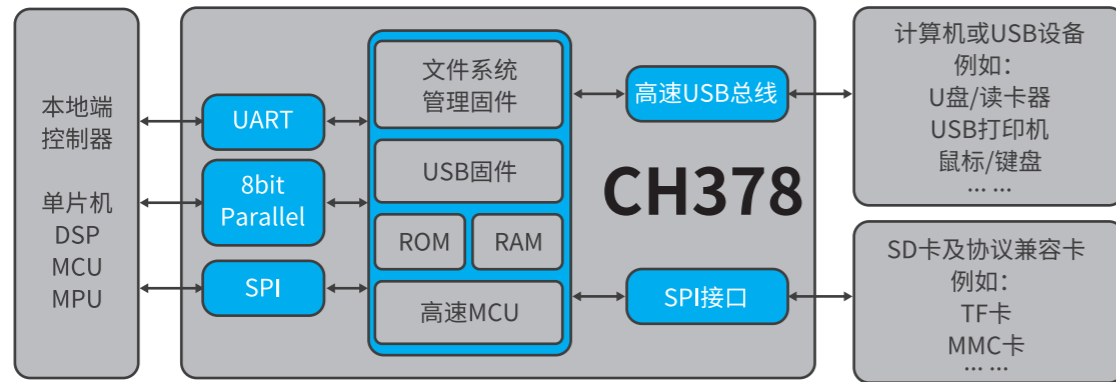 本地端
控制器
单片机
DSP
MCU
MPU
UART
8bit
Parallel
SPI
文件系统
管理固件
USB固件
ROM
RAM
高速MCU
高速USB总线
CH378
SPI接口
计算机或USB设备
例如：
U盘/读卡器
USB打印机
鼠标/键盘
... ...
SD卡及协议兼容卡
例如：
TF卡
MMC卡
... ...